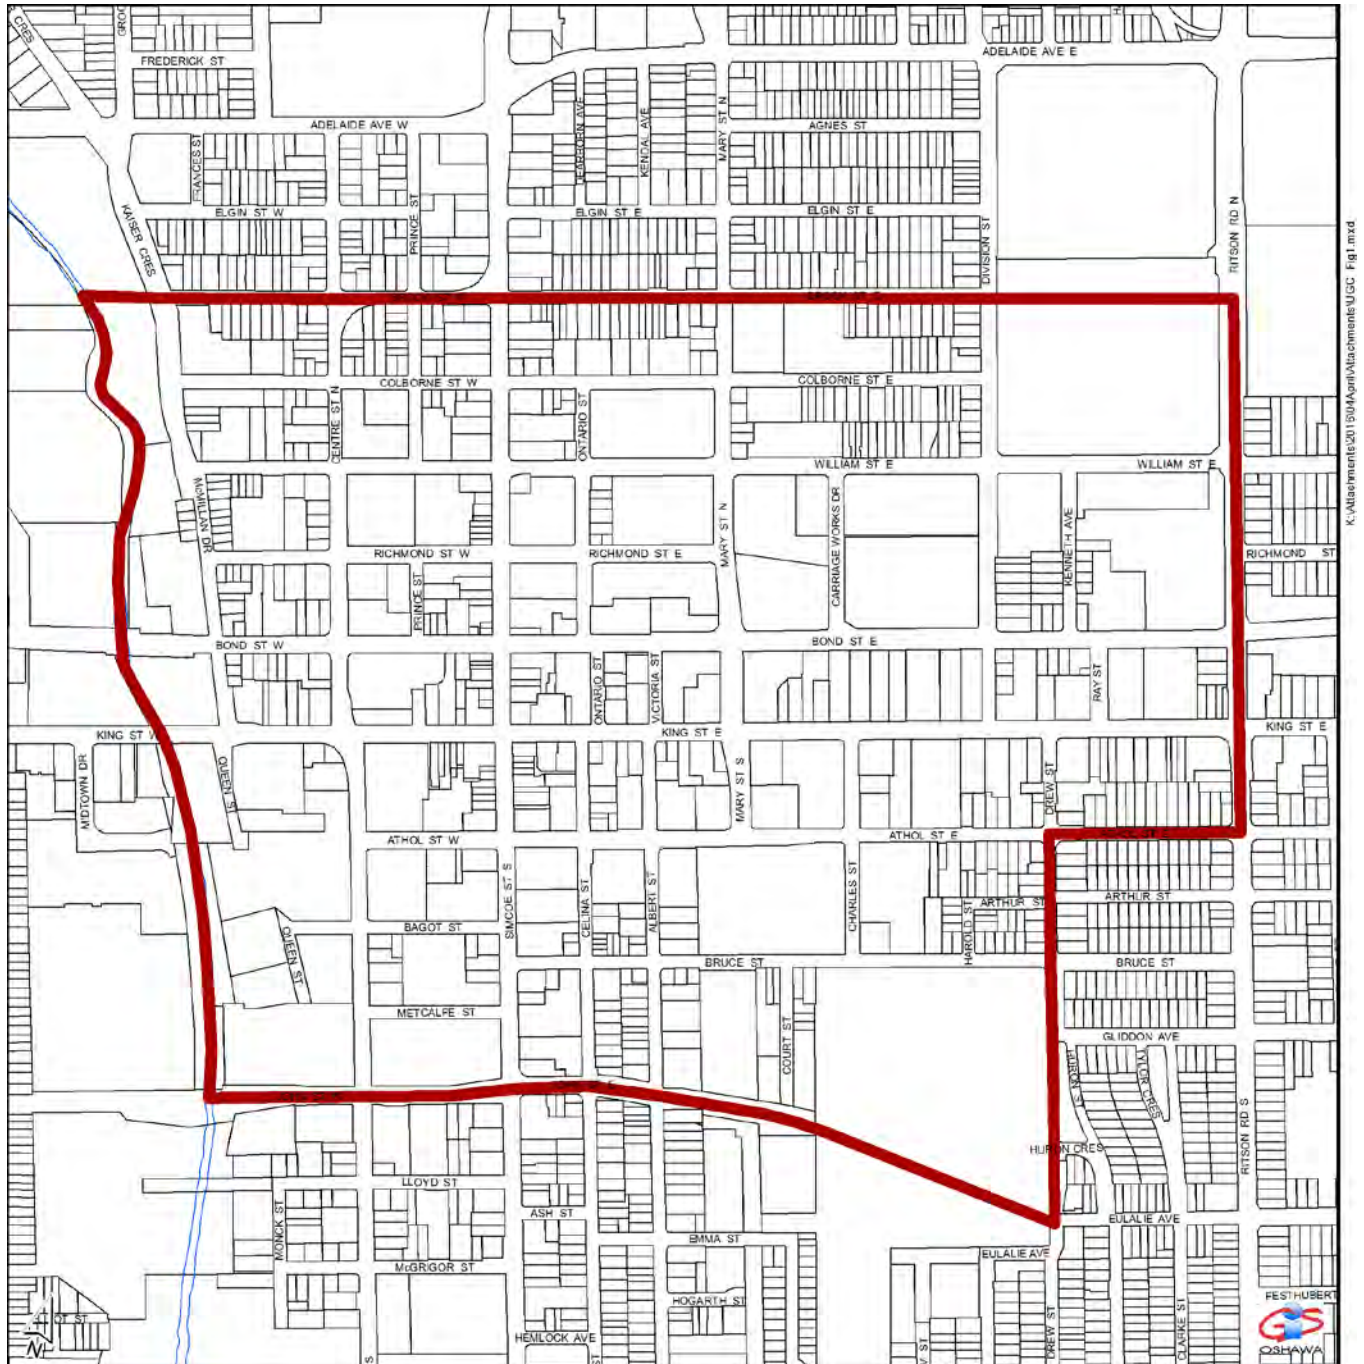 CRES
FREDERICK ST
ADELAIDE AVE E
ADELAIDE AVE W
AGNES ST
FRANCES ST
KENDAL AVE
MARY ST N
ELGIN ST W
PRINCE ST
ELGIN ST E
ELGIN ST E
KAISER CRES
DIVISION ST
RITSON RD N
COLBORNE ST W
COLBORNE ST E
CENTRE ST N
ONTARIO ST
WILLIAM ST E
WILLIAM ST E
McMILLAN DR
MARY ST N
CARRIAGE WORKS DR
KENNETH AVE
RICHMOND ST W
RICHMOND ST E
RICHMOND ST
PRINCE ST
BOND ST W
BOND ST E
ONTARIO ST
VICTORIA ST
RAY ST
KING ST W
KING ST E
KING ST E
MIDTOWN DR
QUEEN ST
MARY ST S
DREW ST
ATHOL ST W
ATHOL ST E
SIMCOE ST S
CELINA ST
ALBERT ST
CHARLES ST
HAROLD ST
ARTHUR ST
ARTHUR ST
BAGOT ST
QUEEN ST
BRUCE ST
BRUCE ST
METCALFE ST
COURT ST
GLIDDON AVE
HURON ST
TYLOR CRES
RITSON RD S
HURON CRES
LLOYD ST
MONCK ST
ASH ST
EMMA ST
EULALIE AVE
EULALIE AVE
McGRIGOR ST
HOGARTH ST
FESTHUBERT
HEMLOCK AVE
DREW ST
CLARKE ST
N
GIS
OSHAWA